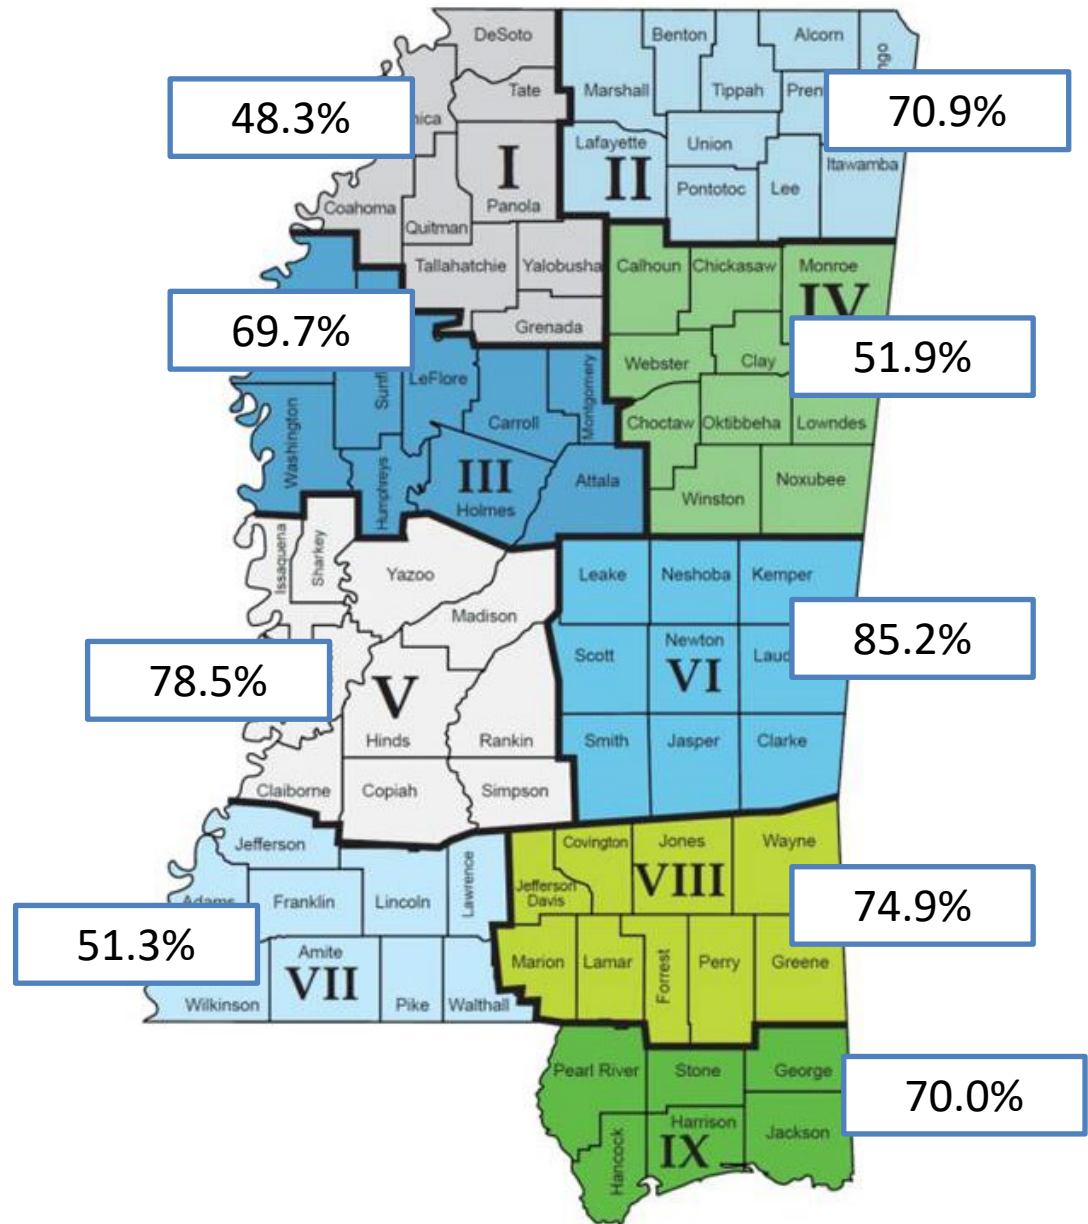 DeSoto
Benton
Alcorn
48.3%
Tate
Marshall
Tippah
70.9%
Lafayette
Union
Itawamba
I
II
Panola
Pontotoc
Lee
Coahoma
Quitman
Tallahatchie
Yalobusha
Calhoun
Chickasaw
Monroe
IV
69.7%
Grenada
51.9%
Webster
Clay
LeFlore
Carroll
Montgomery
Choctaw
Oktibbeha
Lowndes
Washington
III
Holmes
Attala
Humphreys
Winston
Noxubee
Issaquena
Sharkey
Yazoo
Leake
Neshoba
Kemper
Madison
85.2%
Newton
VI
Scott
78.5%
V
Hinds
Rankin
Smith
Jasper
Clarke
Claiborne
Copiah
Simpson
Jefferson
Covington
Jones
Wayne
VIII
Lawrence
Jefferson
Davis
Adams
Franklin
Lincoln
74.9%
51.3%
Amite
VII
Marion
Lamar
Forrest
Perry
Greene
Wilkinson
Pike
Walthall
Pearl River
Stone
George
70.0%
Harrison
IX
Jackson
Hancock